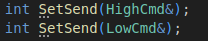 int SetSend(HighCmd&);
int SetSend(LowCmd&);